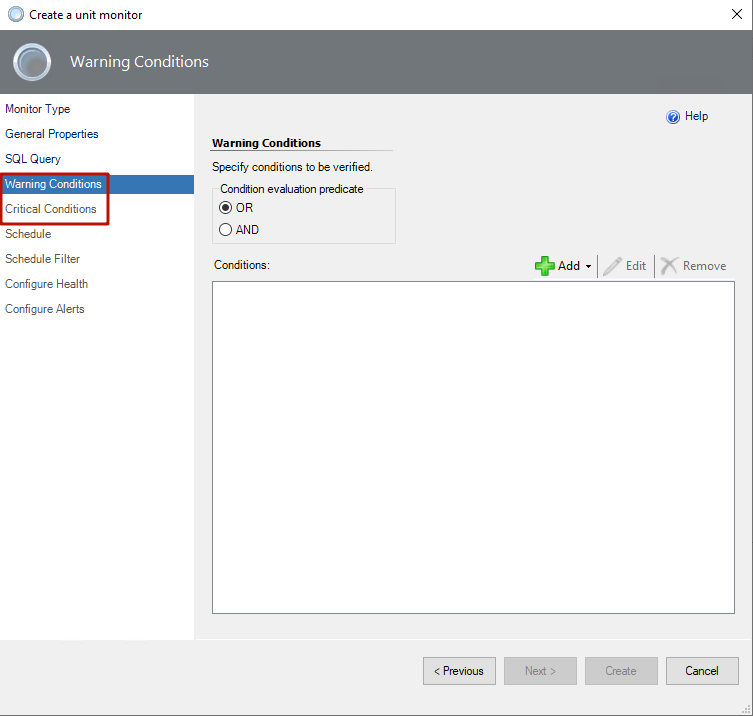 Create a unit monitor
Warning Conditions
Monitor Type
General Properties
SQL Query
Warning Conditions
Critical Conditions
Schedule
Schedule Filter
Configure Health
Configure Alerts
Help
Warning Conditions
Specify conditions to be verified.
Condition evaluation predicate
OR
AND
Conditions:
Add
Edit
Remove
< Previous
Next >
Create
Cancel